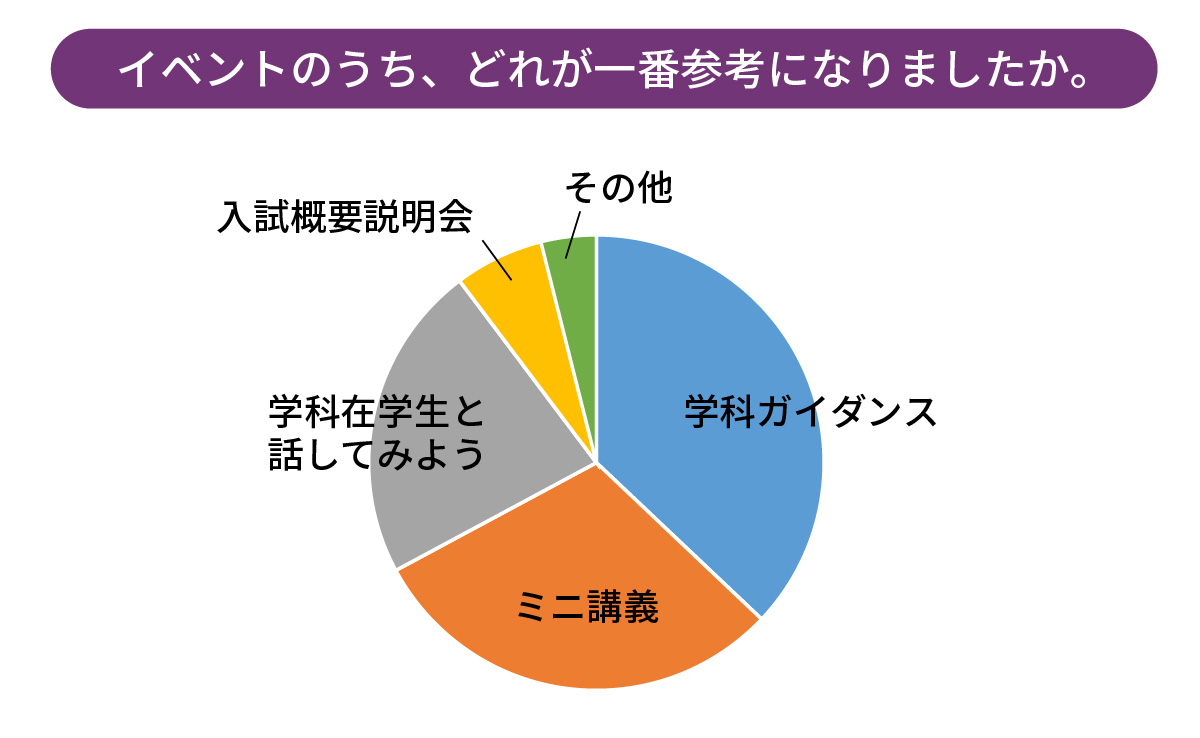 イベントのうち、どれが一番参考になりましたか。
その他
入試概要説明会
学科在学生と
話してみよう
学科ガイダンス
ミニ講義